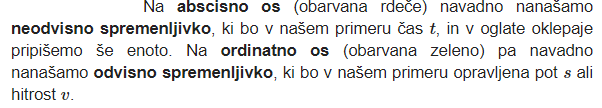 Na abscisno os (obarvana rdeče) navadno nanašamo
neodvisno spremenljivko, ki bo v našem primeru čas t, in v oglate oklepaje
pripišemo še enoto. Na ordinatno os (obarvana zeleno) pa navadno
nanašamo odvisno spremenljivko, ki bo v našem primeru opravljena pot s ali
hitrost v.